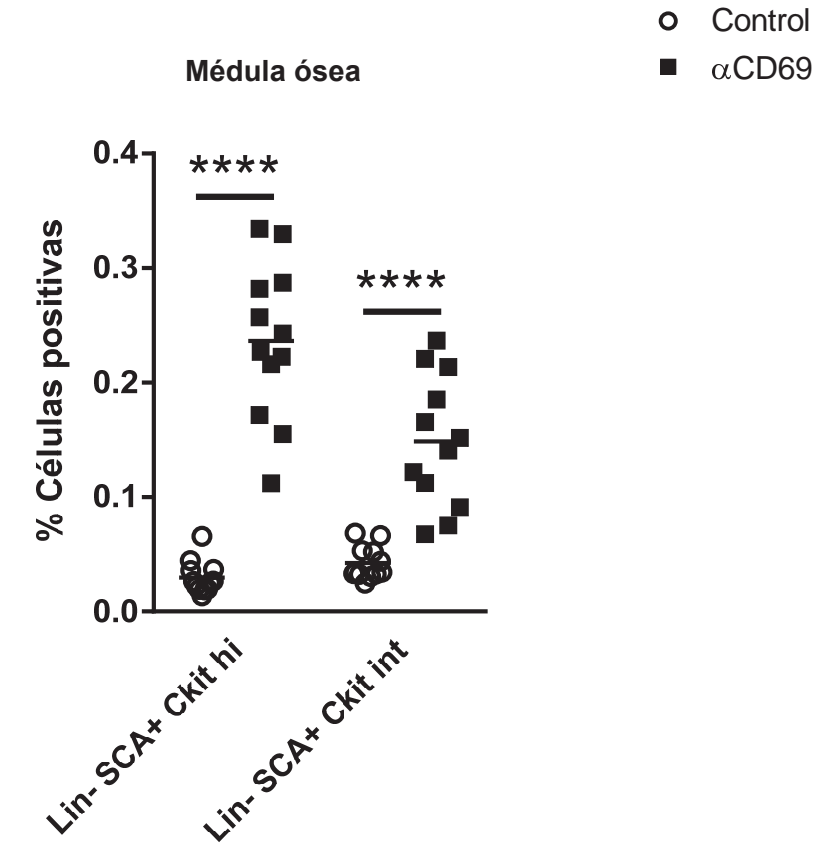 Control
αCD69
Médula ósea
% Células positivas
0.4
0.3
0.2
0.1
0.0
****
****
Lin- SCA+ Ckit hi
Lin- SCA+ Ckit int